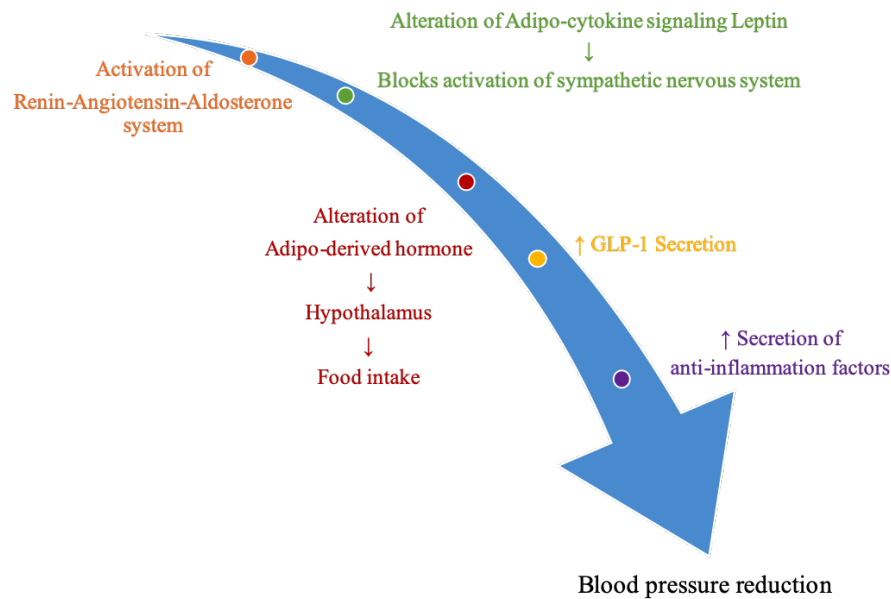 Alteration of Adipo-cytokine signaling Leptin
↓
Blocks activation of sympathetic nervous system
Activation of
Renin-Angiotensin-Aldosterone
system
Alteration of
Adipo-derived hormone
↓
Hypothalamus
↓
Food intake
↑ GLP-1 Secretion
↑ Secretion of
anti-inflammation factors
Blood pressure reduction